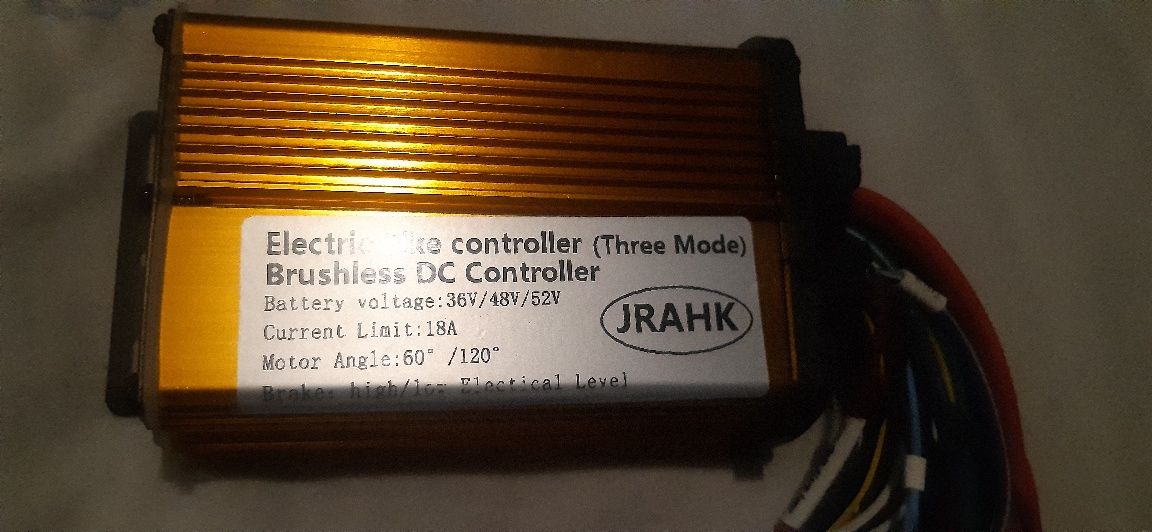 Electric Bike controller (Three Mode)
Brushless DC Controller
Battery voltage:36V/48V/52V
Current Limit:18A
JRAHK
Motor Angle:60° /120°
Brake: high/low Electical Level